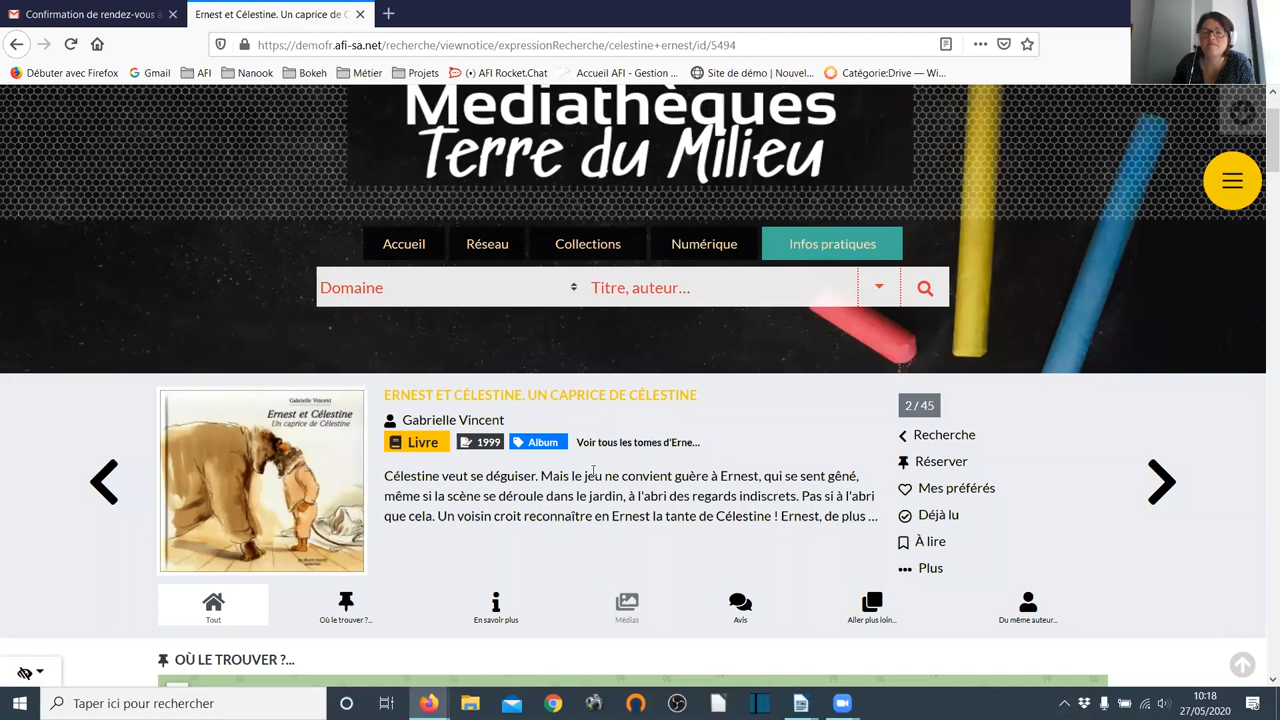 Confirmation de rendez-vous à
Ernest et Célestine. Un caprice de C
https://demofr.afi-sa.net/recherche/viewnotice/expressionRecherche/celestine+ernest/id/5494
Débuter avec Firefox
Gmail
AFI
Nanook
Bokeh
Métier
Projets
(•) AFI Rocket.Chat
Accueil AFI - Gestion ...
Site de démo | Nouvel...
Catégorie:Drive — Wi...
Mediathèques
Terre du Milieu
Accueil
Réseau
Collections
Numérique
Infos pratiques
Domaine
Titre, auteur...
Gabrielle Vincent
Ernest et Célestine
Un caprice de Célestine
ERNEST ET CÉLESTINE. UN CAPRICE DE CÉLESTINE
Gabrielle Vincent
Livre
1999
Album
Voir tous les tomes d'Erne...
Célestine veut se déguiser. Mais le jeu ne convient guère à Ernest, qui se sent gêné,
même si la scène se déroule dans le jardin, à l'abri des regards indiscrets. Pas si à l'abri
que cela. Un voisin croit reconnaître en Ernest la tante de Célestine ! Ernest, de plus ...
2 / 45
Recherche
Réserver
Mes préférés
Déjà lu
À lire
Plus
Tout
Où le trouver ?...
En savoir plus
Médias
Avis
Aller plus loin...
Du même auteur...
OÙ LE TROUVER ?...
Taper ici pour rechercher
10:18
27/05/2020